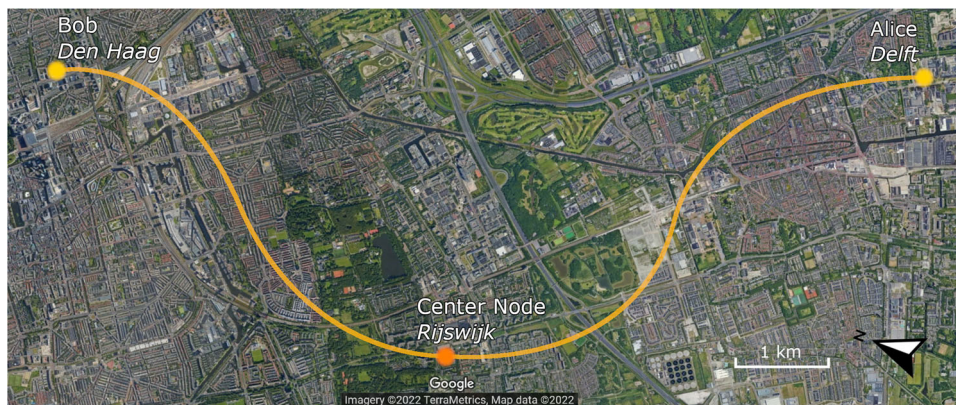 Bob
Den Haag
Alice
Delft
Center Node
Rijswijk
1 km
N
Google
Imagery ©2022 TerraMetrics, Map data ©2022